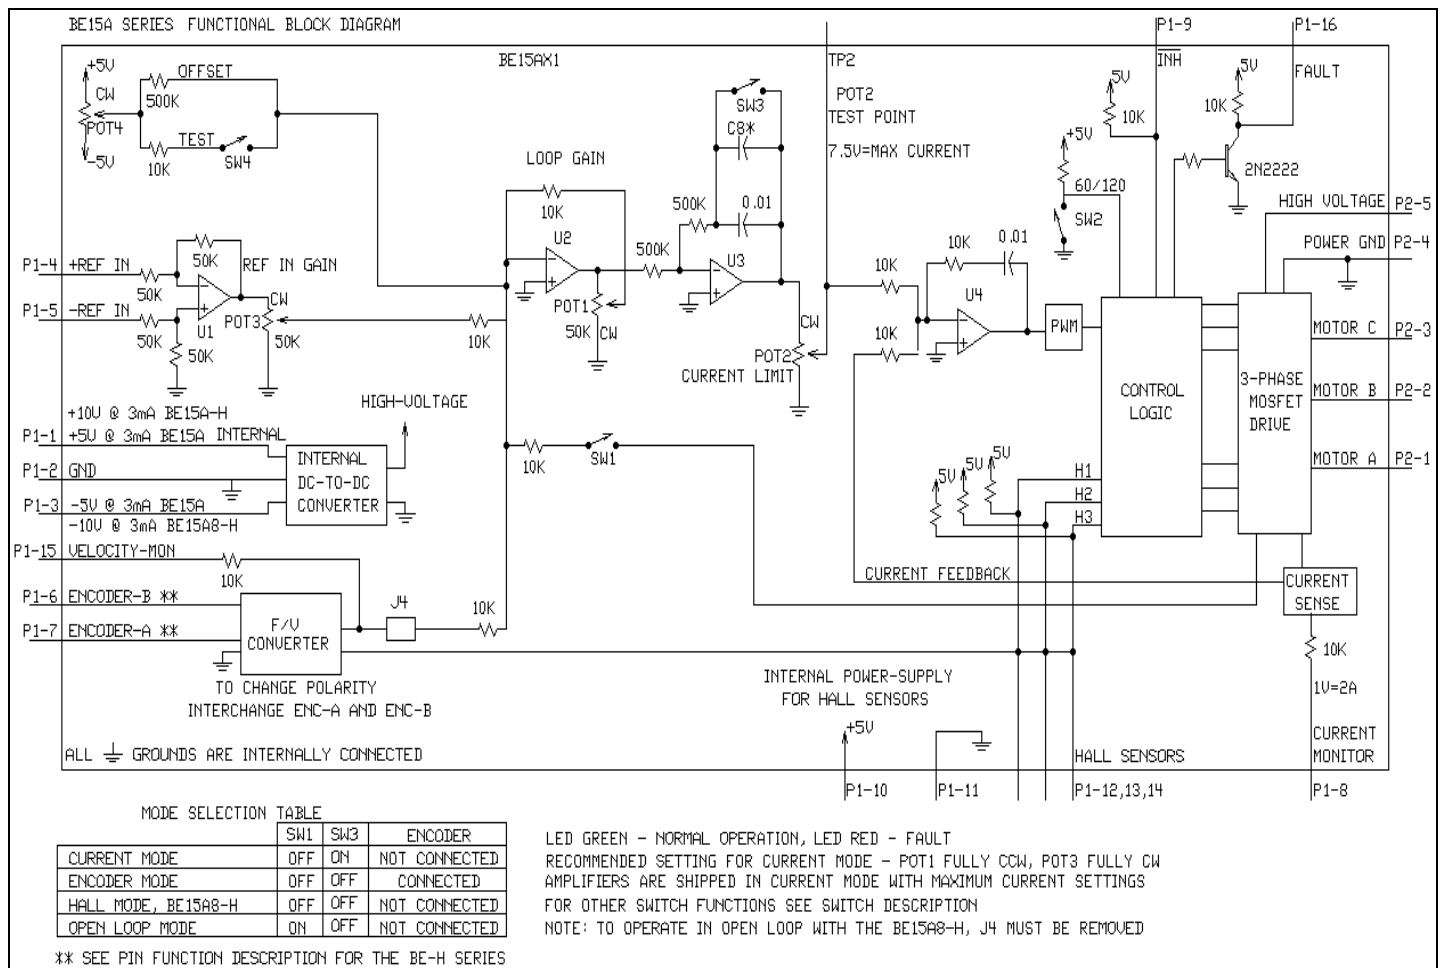 BE15A SERIES FUNCTIONAL BLOCK DIAGRAM
P1-9
P1-16
BE15AX1
TP2
INH
+5V
OFFSET
CW
500K
POT4
TEST
-5V
10K
SW4
SW3
C8*
POT2
TEST POINT
7.5V=MAX CURRENT
5V
10K
5V
FAULT
10K
+5V
2N2222
60/120
SW2
LOOP GAIN
10K
U2
500K
0.01
500K
U3
POT1
50K
CW
HIGH VOLTAGE
P2-5
POWER GND
P2-4
50K
P1-4
+REF IN
REF IN GAIN
50K
P1-5
-REF IN
U1
CW
POT3
50K
50K
50K
10K
CW
POT2
CURRENT LIMIT
10K
10K
10K
0.01
U4
PWM
CONTROL
LOGIC
3-PHASE
MOSFET
DRIVE
MOTOR C
P2-3
MOTOR B
P2-2
MOTOR A
P2-1
+10V @ 3mA BE15A-H
HIGH-VOLTAGE
P1-1
+5V @ 3mA BE15A INTERNAL
INTERNAL
DC-TO-DC
CONVERTER
P1-2
GND
P1-3
-5V @ 3mA BE15A
-10V @ 3mA BE15A8-H
10K
SW1
5V
5V
5V
H1
H2
H3
P1-15
VELOCITY-MON
10K
P1-6
ENCODER-B **
P1-7
ENCODER-A **
F/V
CONVERTER
J4
10K
CURRENT FEEDBACK
CURRENT
SENSE
10K
1V=2A
TO CHANGE POLARITY
INTERCHANGE ENC-A AND ENC-B
INTERNAL POWER-SUPPLY
FOR HALL SENSORS
+5V
CURRENT
MONITOR
ALL GROUNDS ARE INTERNALLY CONNECTED
HALL SENSORS
P1-10
P1-11
P1-12,13,14
P1-8
MODE SELECTION TABLE
SW1 SW3 ENCODER
CURRENT MODE OFF ON NOT CONNECTED
ENCODER MODE OFF OFF CONNECTED
HALL MODE, BE15A8-H OFF OFF NOT CONNECTED
OPEN LOOP MODE ON OFF NOT CONNECTED
** SEE PIN FUNCTION DESCRIPTION FOR THE BE-H SERIES
LED GREEN - NORMAL OPERATION, LED RED - FAULT
RECOMMENDED SETTING FOR CURRENT MODE - POT1 FULLY CCW, POT3 FULLY CW
AMPLIFIERS ARE SHIPPED IN CURRENT MODE WITH MAXIMUM CURRENT SETTINGS
FOR OTHER SWITCH FUNCTIONS SEE SWITCH DESCRIPTION
NOTE: TO OPERATE IN OPEN LOOP WITH THE BE15A8-H, J4 MUST BE REMOVED